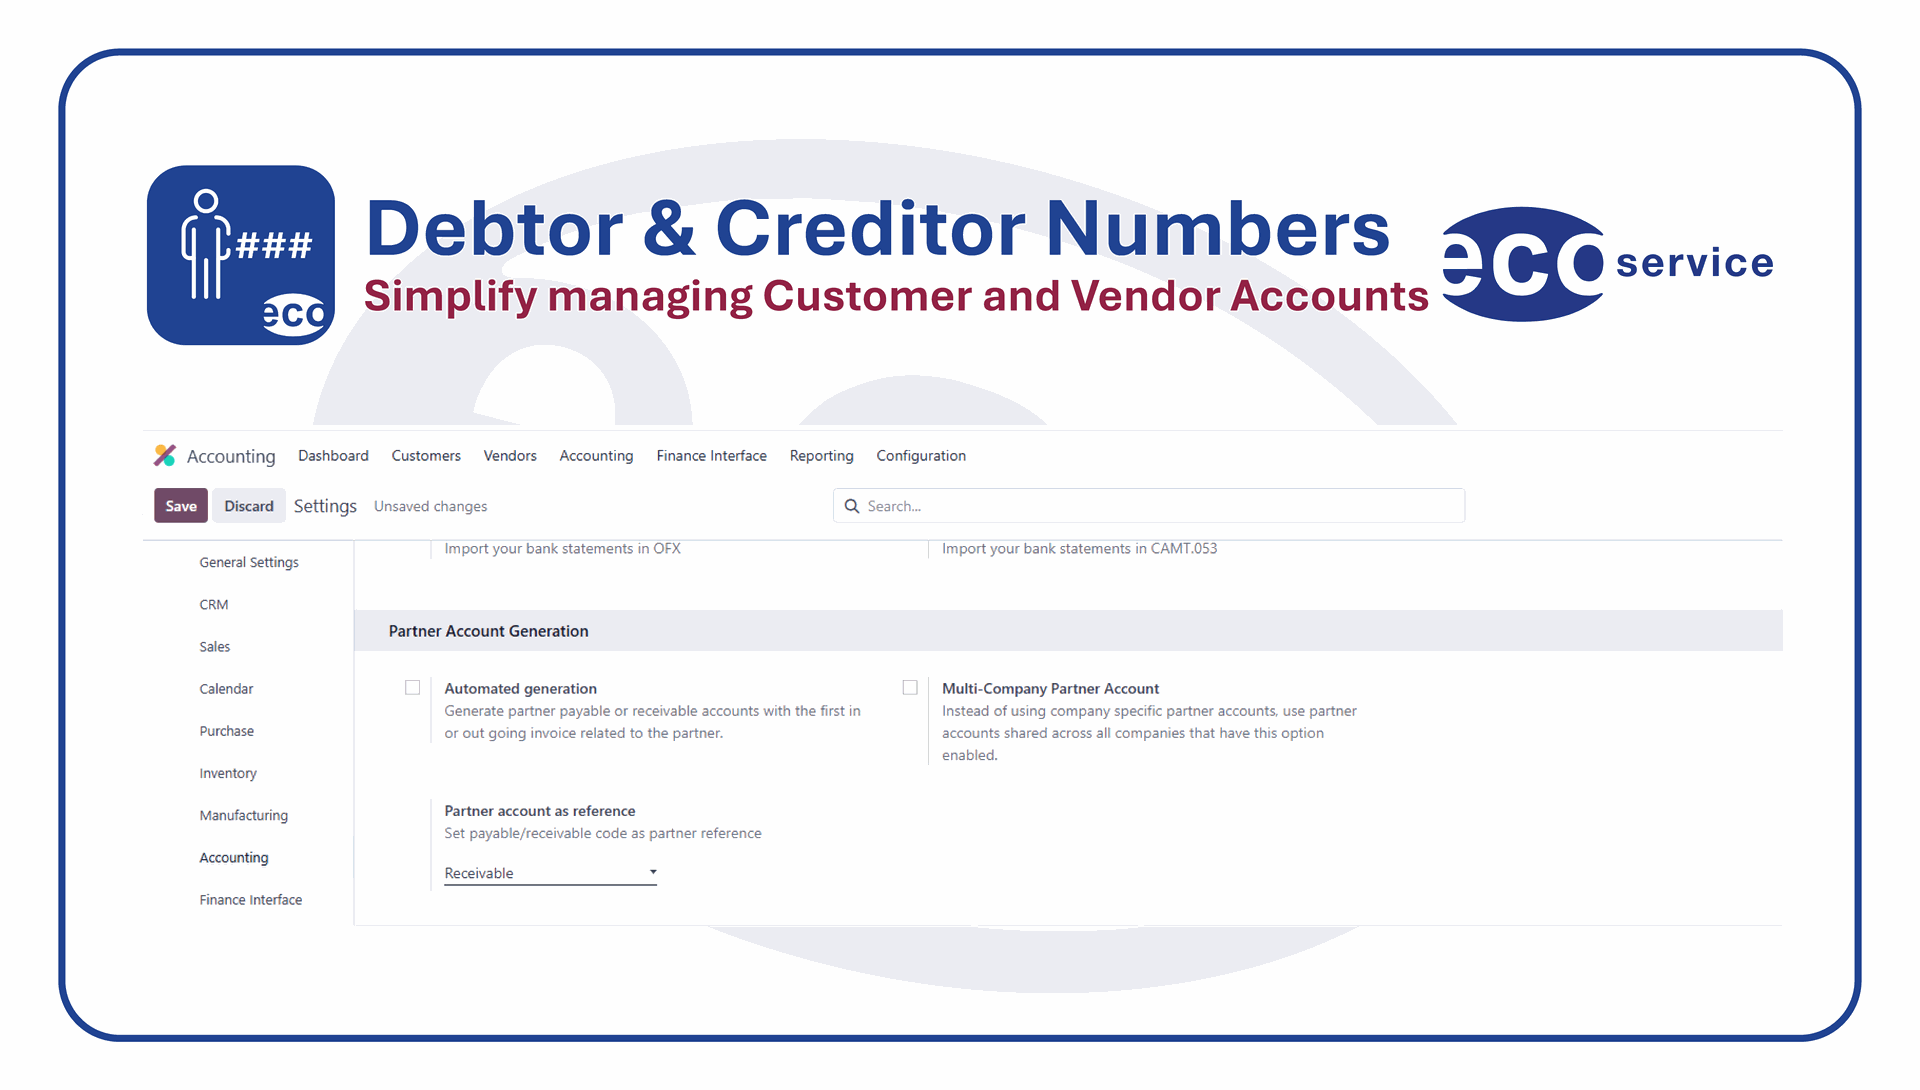 ###
eco
Debtor & Creditor Numbers
Simplify managing Customer and Vendor Accounts
eco service
Accounting Dashboard Customers Vendors Accounting Finance Interface Reporting Configuration
Save Discard Settings Unsaved changes Search...
Import your bank statements in OFX
Import your bank statements in CAMT.053
General Settings
CRM
Sales
Calendar
Purchase
Inventory
Manufacturing
Accounting
Finance Interface
Partner Account Generation
Automated generation
Generate partner payable or receivable accounts with the first in
or out going invoice related to the partner.
Multi-Company Partner Account
Instead of using company specific partner accounts, use partner
accounts shared across all companies that have this option
enabled.
Partner account as reference
Set payable/receivable code as partner reference
Receivable